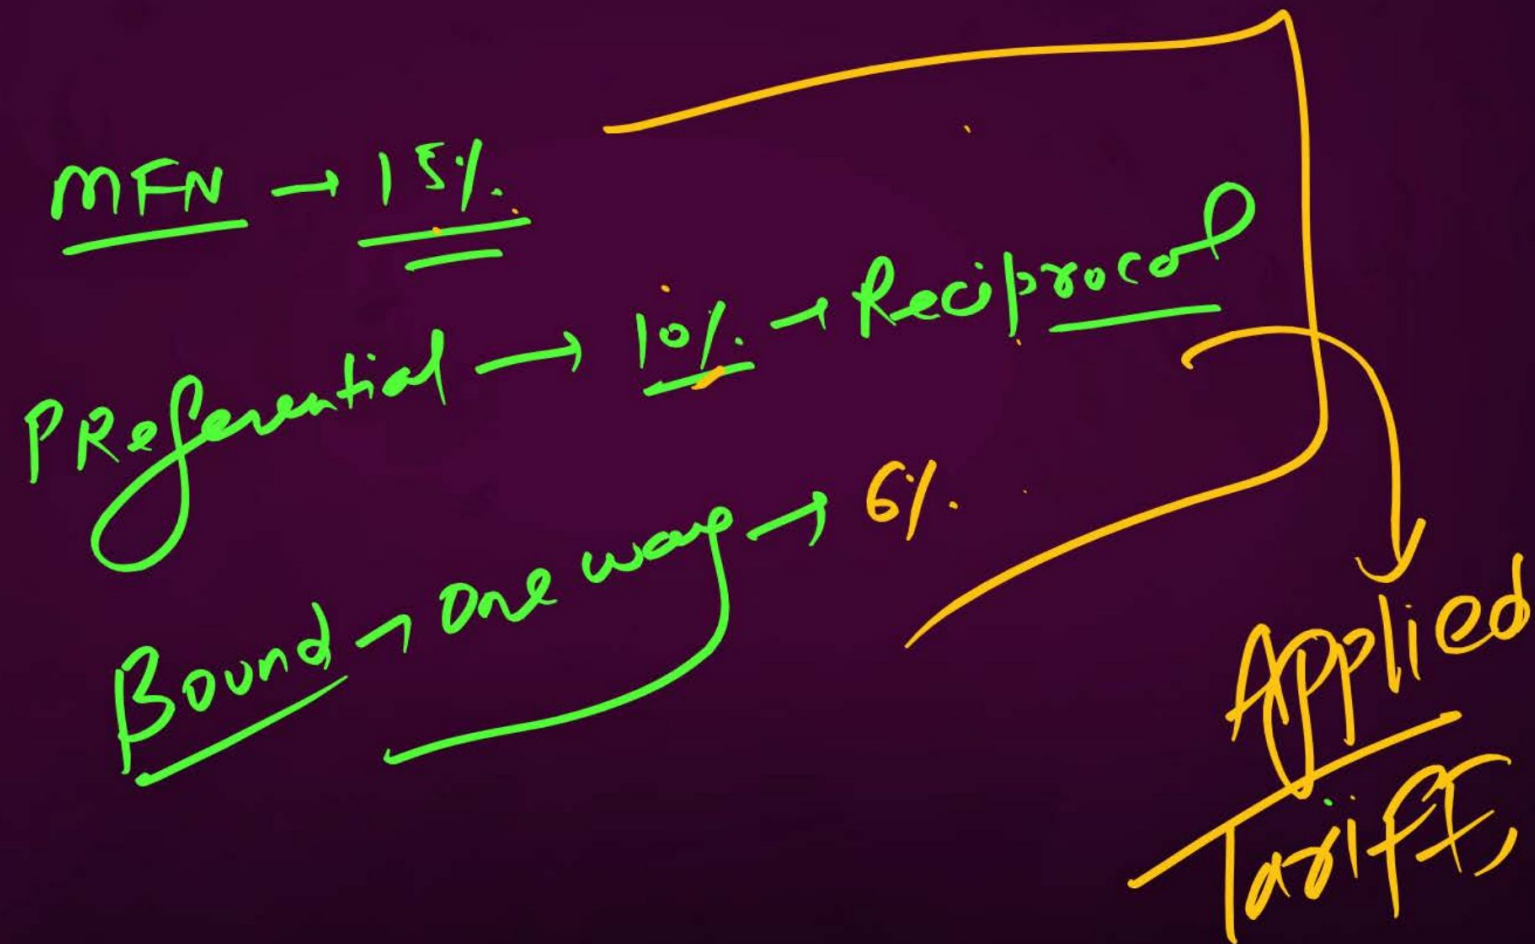 MFN → 15%.
PReferential → 10%. → Reciprocal
Bound → One way → 6%.
Applied
Tariff,